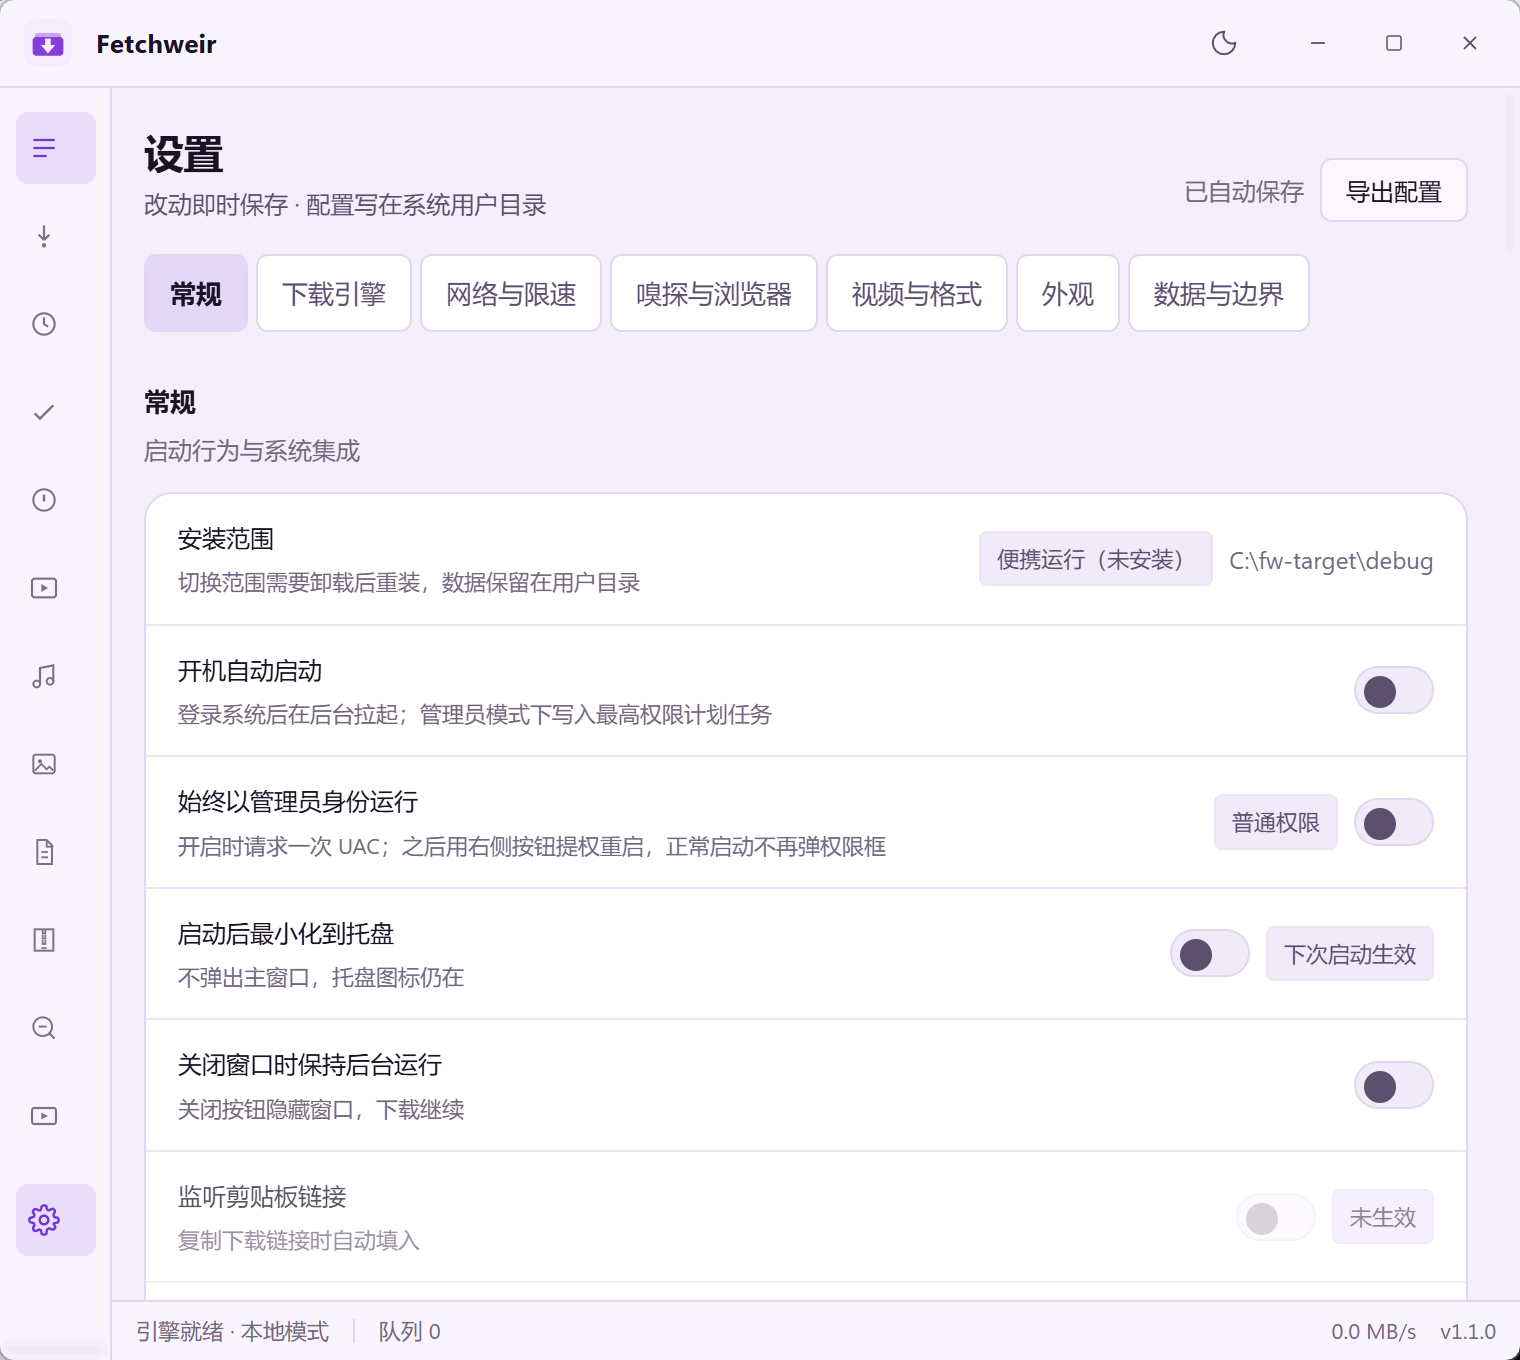 Fetchweir
设置
改动即时保存 · 配置写在系统用户目录
已自动保存
导出配置
常规
下载引擎
网络与限速
嗅探与浏览器
视频与格式
外观
数据与边界
常规
启动行为与系统集成
安装范围
切换范围需要卸载后重装，数据保留在用户目录
便携运行（未安装）
C:\fw-target\debug
开机自动启动
登录系统后在后台拉起；管理员模式下写入最高权限计划任务
始终以管理员身份运行
开启时请求一次 UAC；之后用右侧按钮提权重启，正常启动不再弹权限框
普通权限
启动后最小化到托盘
不弹出主窗口，托盘图标仍在
下次启动生效
关闭窗口时保持后台运行
关闭按钮隐藏窗口，下载继续
监听剪贴板链接
复制下载链接时自动填入
未生效
引擎就绪 · 本地模式
队列 0
0.0 MB/s
v1.1.0